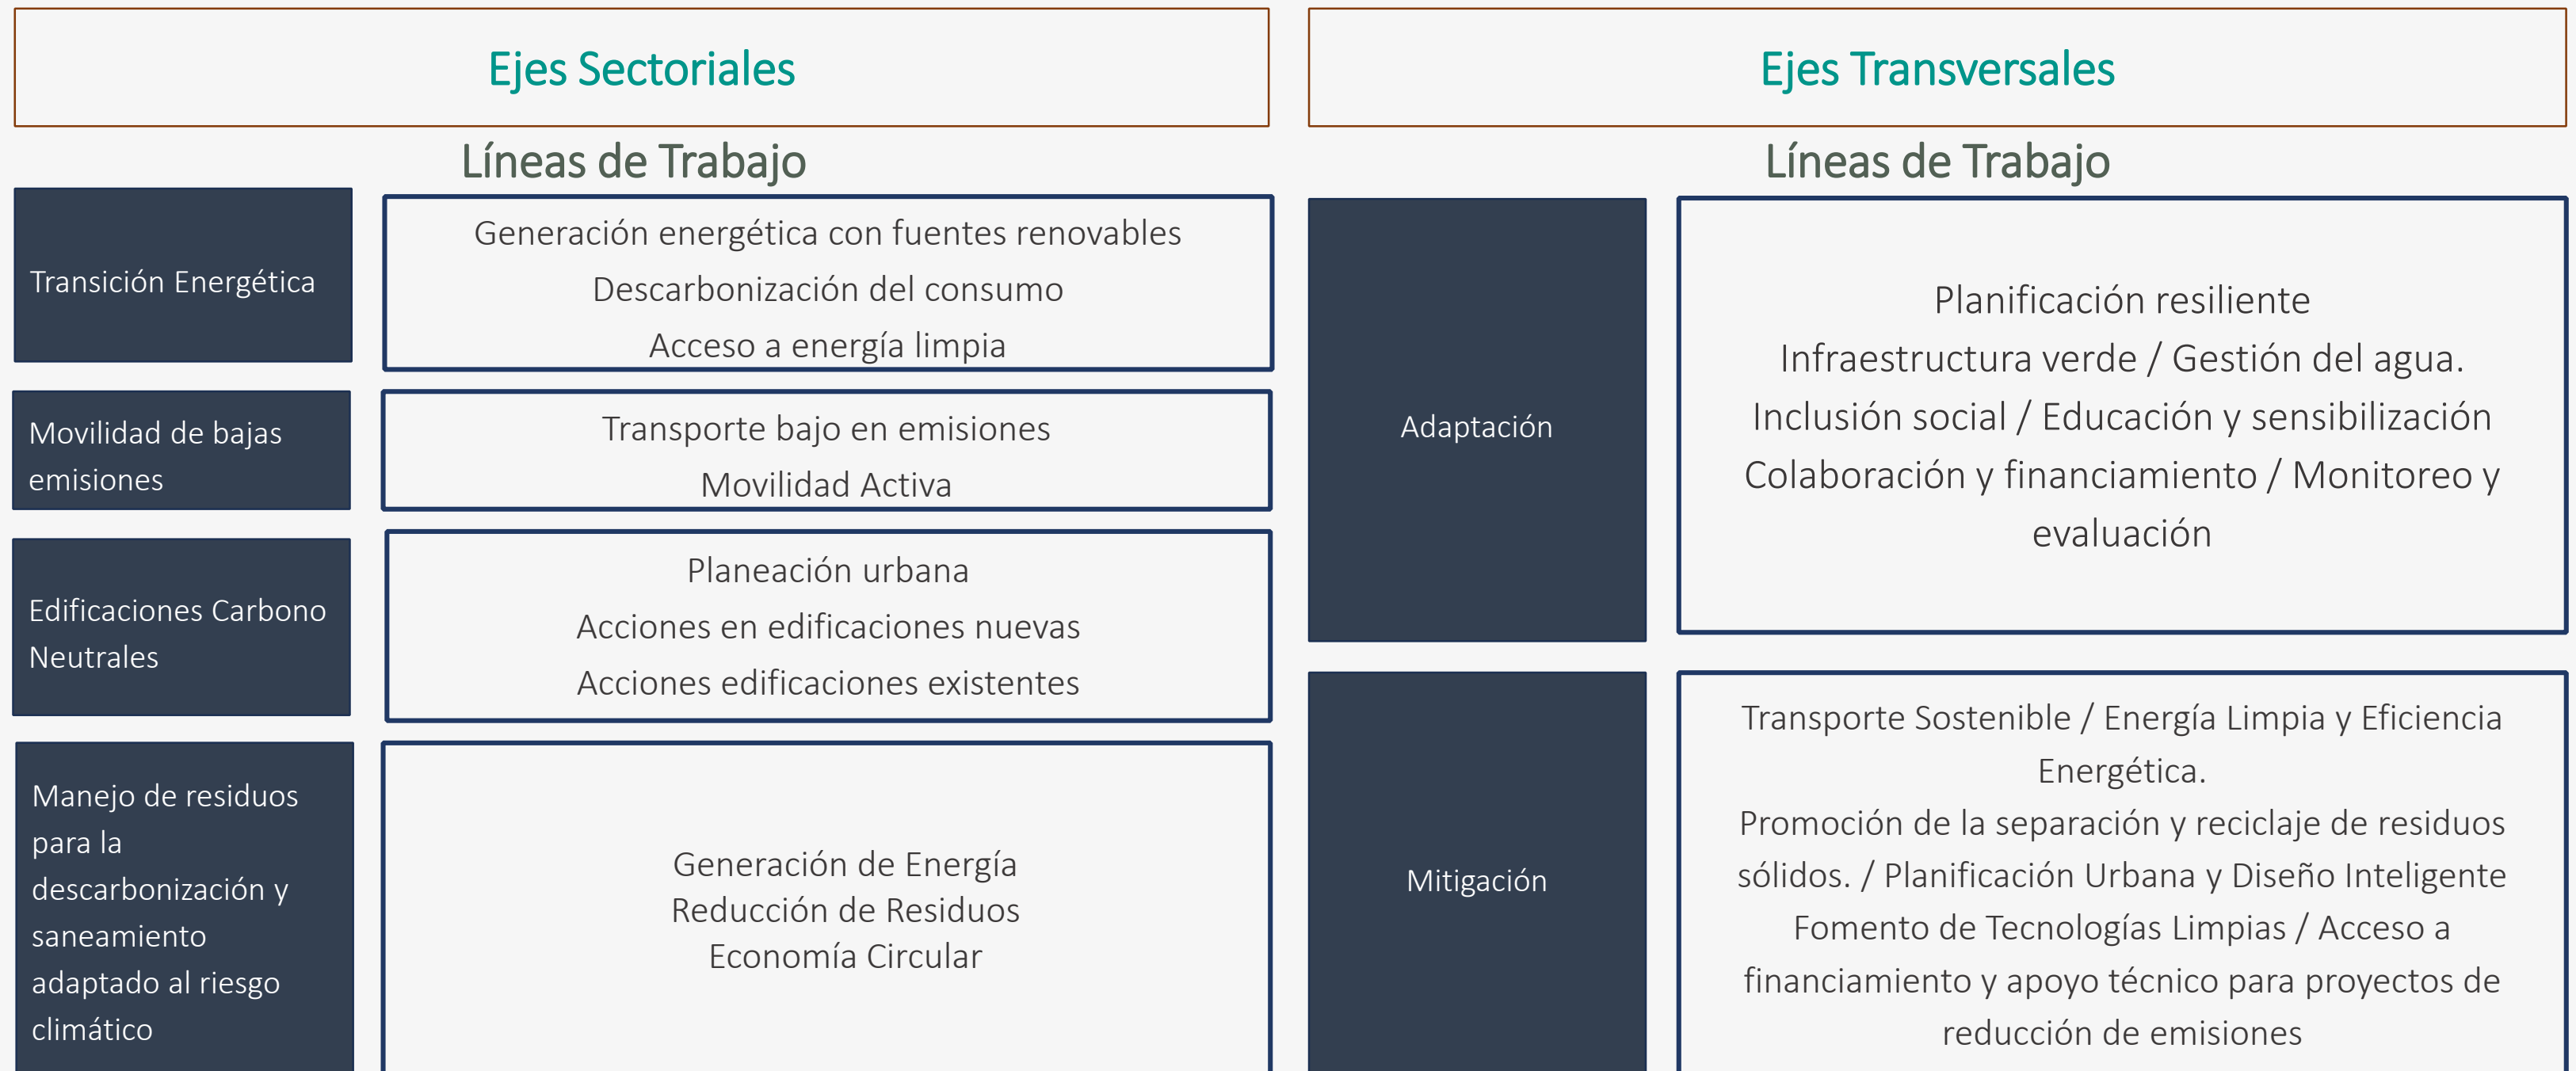 Ejes Sectoriales
Líneas de Trabajo
Transición Energética
Generación energética con fuentes renovables
Descarbonización del consumo
Acceso a energía limpia
Movilidad de bajas
emisiones
Transporte bajo en emisiones
Movilidad Activa
Edificaciones Carbono
Neutrales
Planeación urbana
Acciones en edificaciones nuevas
Acciones edificaciones existentes
Manejo de residuos
para la
descarbonización y
saneamiento
adaptado al riesgo
climático
Generación de Energía
Reducción de Residuos
Economía Circular
Ejes Transversales
Líneas de Trabajo
Adaptación
Planificación resiliente
Infraestructura verde / Gestión del agua.
Inclusión social / Educación y sensibilización
Colaboración y financiamiento / Monitoreo y
evaluación
Mitigación
Transporte Sostenible / Energía Limpia y Eficiencia
Energética.
Promoción de la separación y reciclaje de residuos
sólidos. / Planificación Urbana y Diseño Inteligente
Fomento de Tecnologías Limpias / Acceso a
financiamiento y apoyo técnico para proyectos de
reducción de emisiones